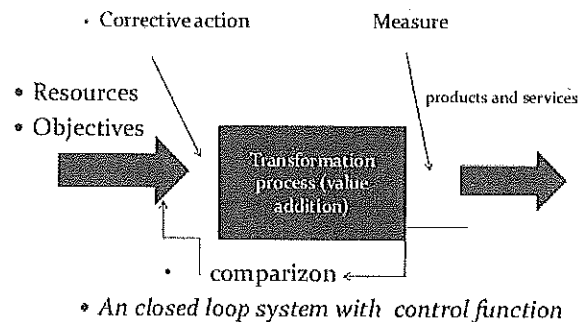 • Corrective action
Measure
• Resources
• Objectives
products and services
Transformation
process (value
addition)
• comparizon
• An closed loop system with control function